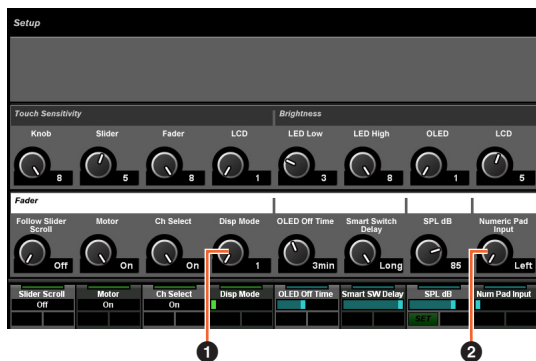 Setup
Touch Sensitivity Brightness
Knob Slider Fader LCD LED Low LED High OLED LCD
8 5 8 1 3 8 1 5
Fader
Follow Slider Scroll Motor Ch Select Disp Mode OLED Off Time Smart Switch Delay SPL dB Numeric Pad Input
Off On On 1 3min Long 85 Left
Slider Scroll Motor Ch Select Disp Mode OLED Off Time Smart SW Delay SPL dB Num Pad Input
Off On On
SET
1 2